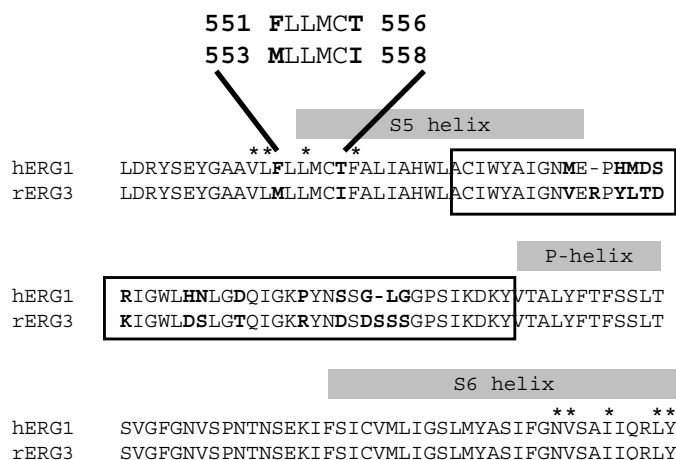 551 FLLMCT 556
553 MLLMCI 558
S5 helix
** * *
hERG1 LDRYSEYGAAVLFLLMCTFALIAHWLACIWYAIGNME-PHMDS
rERG3 LDRYSEYGAAVLMLLMCIFALIAHWLACIWYAIGNVERPYLTD
P-helix
hERG1 RIGWLHNLGDQIGKPYNSSG-LGGPSIKDKYVTALYFTFSSLT
rERG3 KIGWLDSLGTQIGKRYNDSDSSSGPSIKDKYVTALYFTFSSLT
S6 helix
** * **
hERG1 SVGFGNVSPNTNSEKIFSICVMLIGSLMYASIFGNVSAIIQRLY
rERG3 SVGFGNVSPNTNSEKIFSICVMLIGSLMYASIFGNVSAIIQRLY